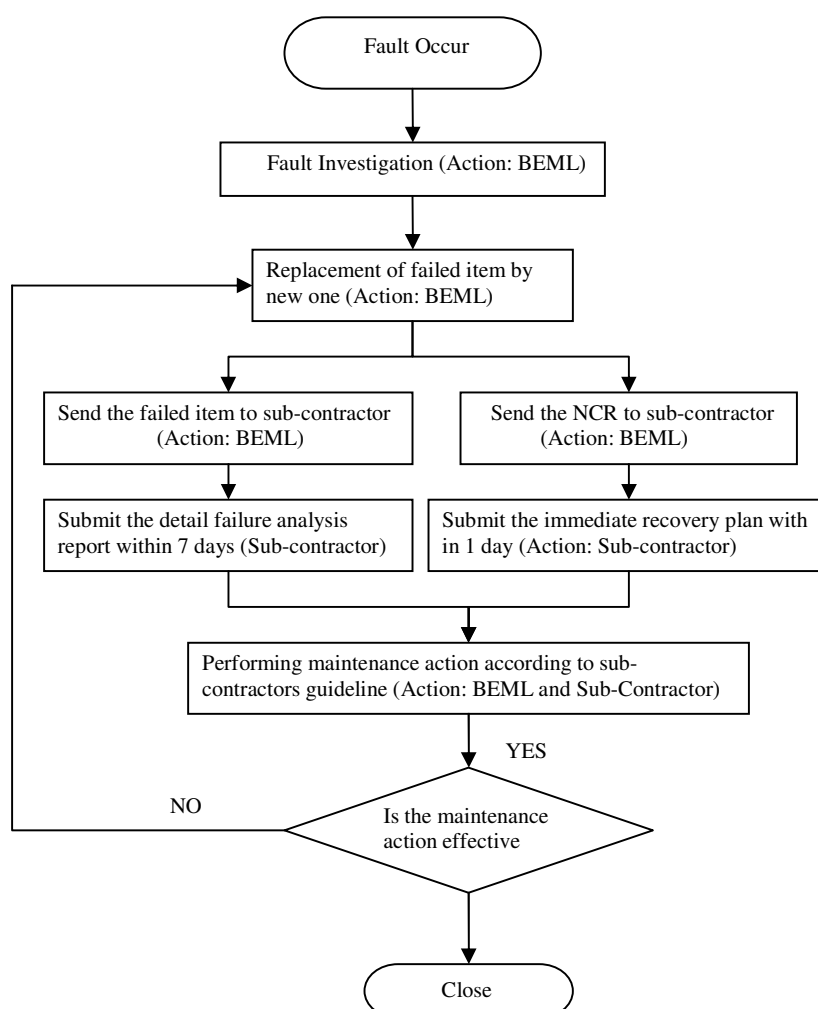 Fault Occur
Fault Investigation (Action: BEML)
Replacement of failed item by
new one (Action: BEML)
Send the failed item to sub-contractor
(Action: BEML)
Send the NCR to sub-contractor
(Action: BEML)
Submit the detail failure analysis
report within 7 days (Sub-contractor)
Submit the immediate recovery plan with
in 1 day (Action: Sub-contractor)
Performing maintenance action according to sub-
contractors guideline (Action: BEML and Sub-Contractor)
YES
NO
Is the maintenance
action effective
Close